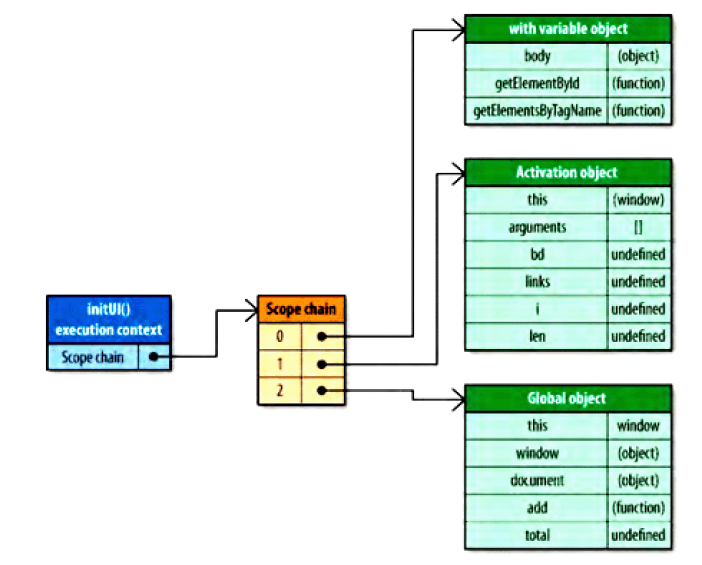 with variable object
body (object)
getElementById (function)
getElementsByTagName (function)
Activation object
this (window)
arguments []
bd undefined
links undefined
i undefined
len undefined
initUI()
execution context
Scope chain
Scope chain
0
1
2
Global object
this window
window (object)
document (object)
add (function)
total undefined